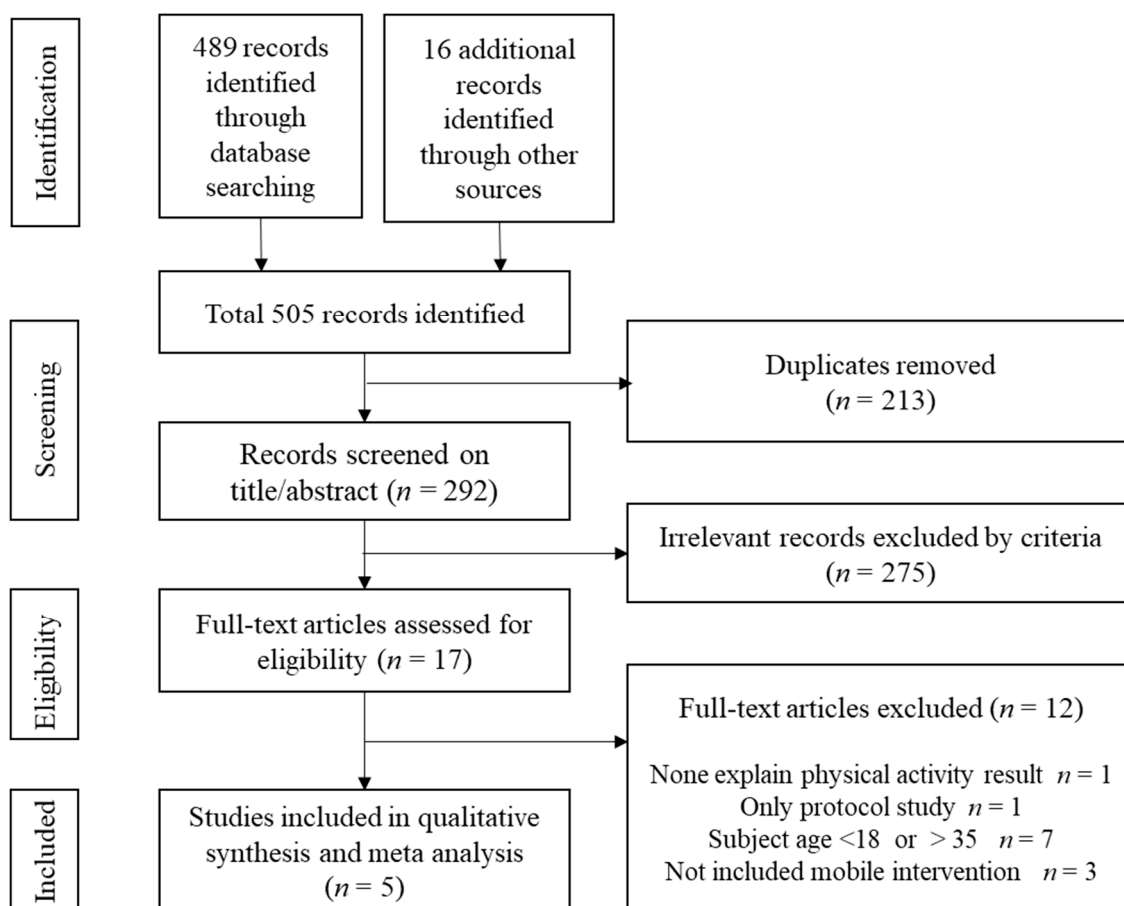 Identification
489 records
identified
through
database
searching
16 additional
records
identified
through other
sources
Total 505 records identified
Screening
Duplicates removed
(n = 213)
Records screened on
title/abstract (n = 292)
Irrelevant records excluded by criteria
(n = 275)
Eligibility
Full-text articles assessed for
eligibility (n = 17)
Full-text articles excluded (n = 12)
None explain physical activity result n = 1
Only protocol study n = 1
Subject age <18 or > 35 n = 7
Not included mobile intervention n = 3
Included
Studies included in qualitative
synthesis and meta analysis
(n = 5)